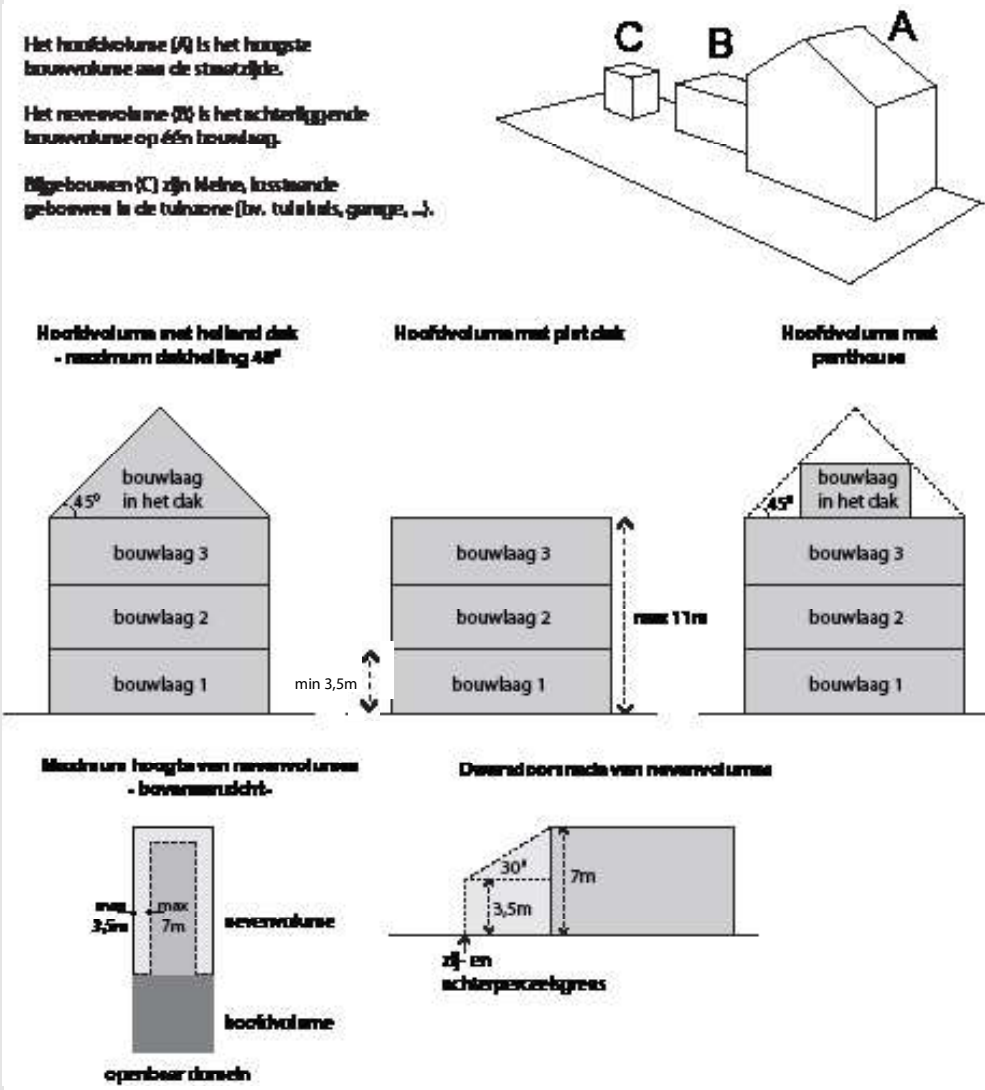 Het hoofdvolume (A) is het hoogste
bouwvolume aan de straatzijde.
Het nevenvolume (B) is het achterliggende
bouwvolume op één bouwlaag.
Bijgebouwen (C) zijn kleine, losstaande
gebouwen in de tuinzone (bv. tuinhuis, garage, ...).
C
B
A
Hoofdvolume met hellend dak
- maximum dakhelling 45°
Hoofdvolume met plat dak
Hoofdvolume met
penthouse
bouwlaag
in het dak
45°
bouwlaag 3
bouwlaag 2
bouwlaag 1
min 3,5m
bouwlaag 3
bouwlaag 2
bouwlaag 1
max 11m
bouwlaag
in het dak
45°
bouwlaag 3
bouwlaag 2
bouwlaag 1
Maximum hoogte van nevenvolumes
- bovenaanzicht-
max
3,5m
max
7m
nevenvolume
hoofdvolume
openbaar domein
Dwarsdoorsnede van nevenvolumes
30°
7m
3,5m
zij- en
achterperceelsgrens